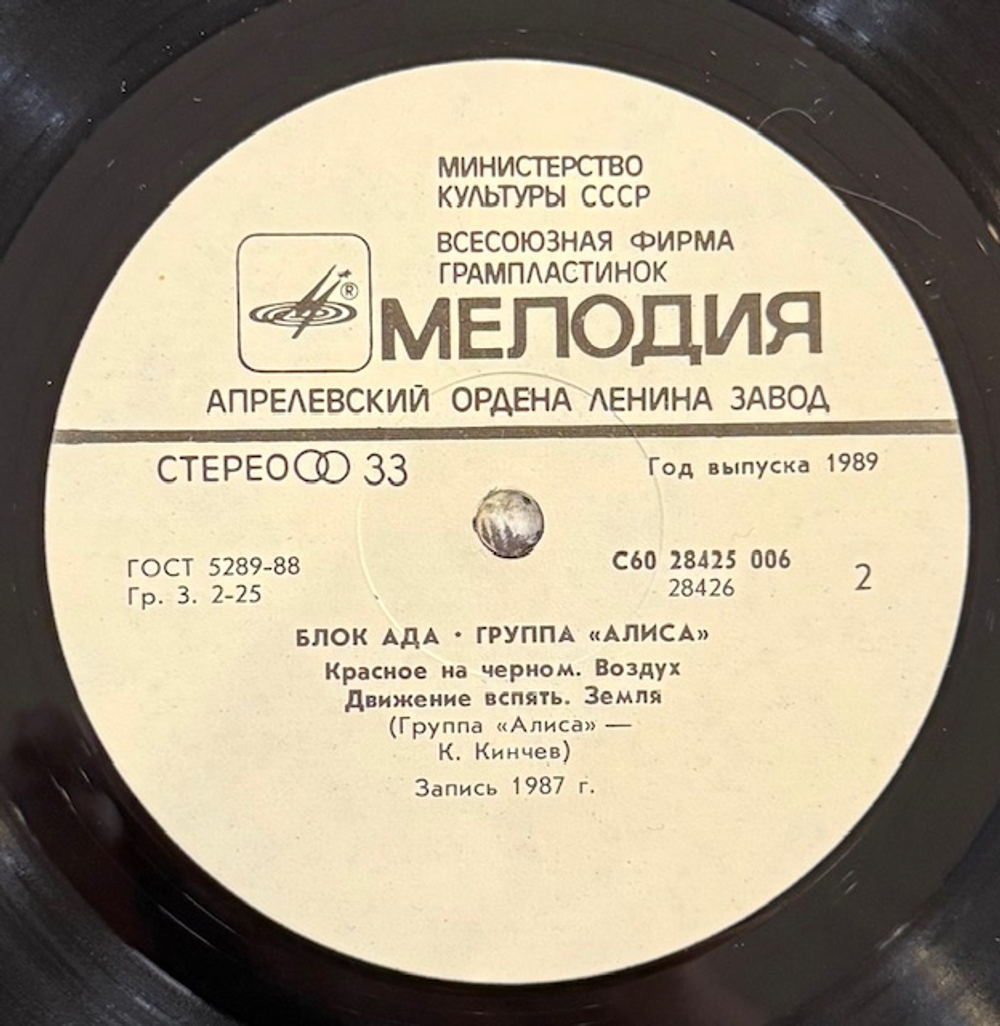 МИНИСТЕРСТВО
КУЛЬТУРЫ СССР
ВСЕСОЮЗНАЯ ФИРМА
ГРАМПЛАСТИНОК
®
МЕЛОДИЯ
АПРЕЛЕВСКИЙ ОРДЕНА ЛЕНИНА ЗАВОД
СТЕРЕО 33
Год выпуска 1989
ГОСТ 5289-88
Гр. 3. 2-25
С60 28425 006
28426
2
БЛОК АДА • ГРУППА «АЛИСА»
Красное на черном. Воздух
Движение вспять. Земля
(Группа «Алиса» —
К. Кинчев)
Запись 1987 г.